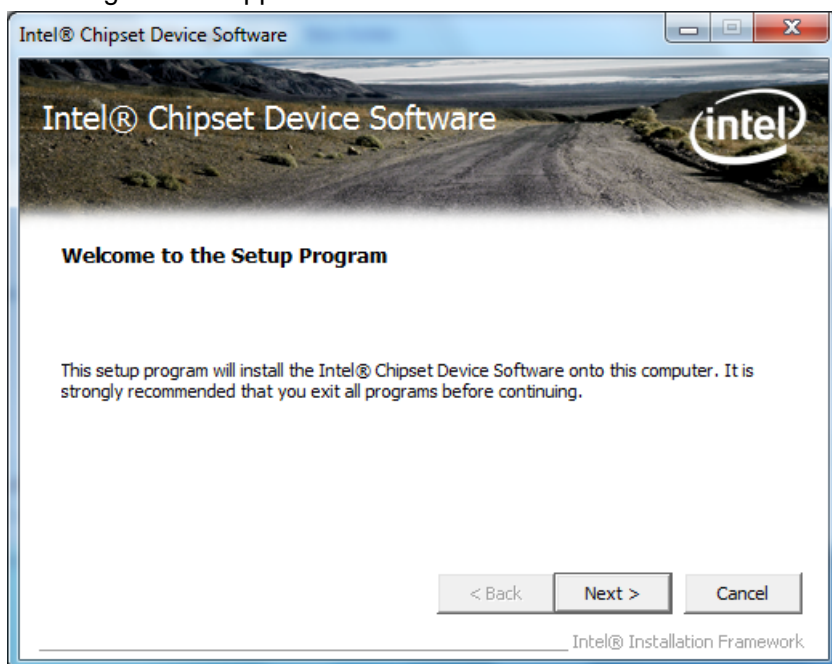 Intel® Chipset Device Software
Intel® Chipset Device Software
intel
Welcome to the Setup Program
This setup program will install the Intel® Chipset Device Software onto this computer. It is
strongly recommended that you exit all programs before continuing.
< Back Next > Cancel
Intel® Installation Framework